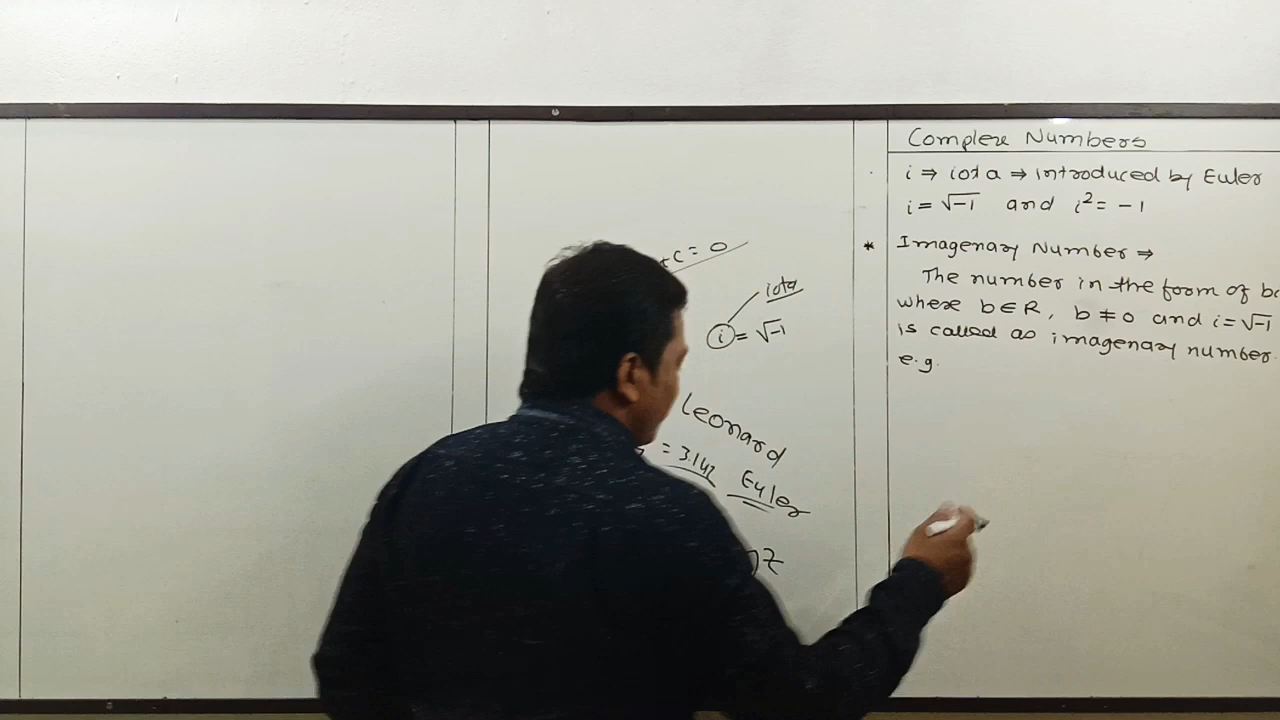 +c = 0
iota
i = √-1
Leonard
= 3.142
Euler
Complex Numbers
i ⇒ iota ⇒ introduced by Euler
i = √-1 and i² = -1
* Imagenary Number ⇒
The number in the form of
where b∈R, b ≠ 0 and i = √-1
is called as imagenary number.
e.g.